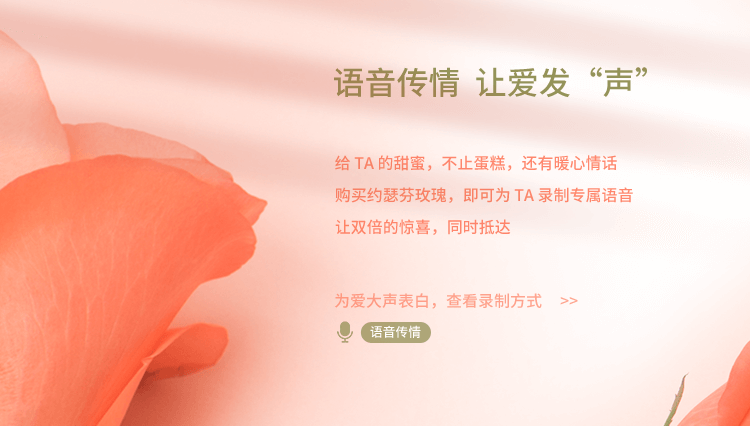 语音传情 让爱发“声”
给 TA 的甜蜜，不止蛋糕，还有暖心情话
购买约瑟芬玫瑰，即可为 TA 录制专属语音
让双倍的惊喜，同时抵达
为爱大声表白，查看录制方式 >>
语音传情